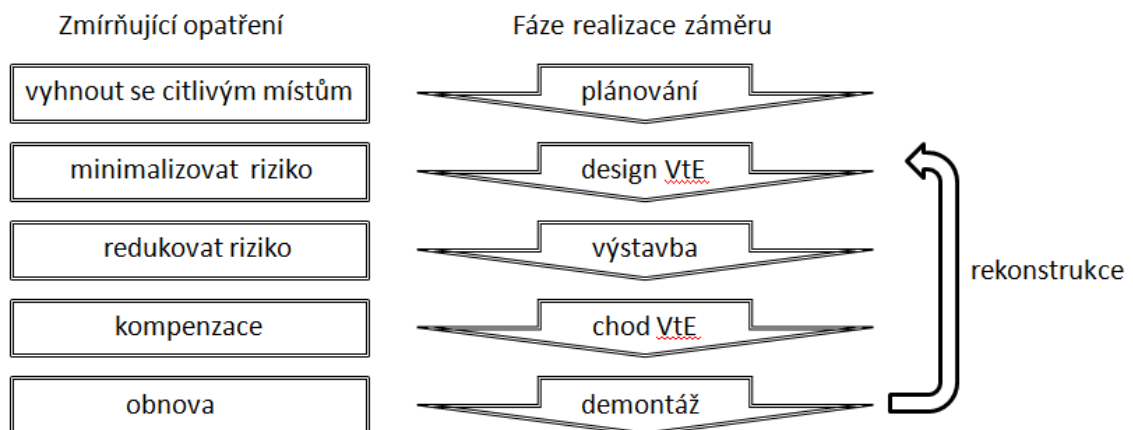 Zmírňující opatření
Fáze realizace záměru
vyhnout se citlivým místům
plánování
minimalizovat riziko
design VtE
redukovat riziko
výstavba
rekonstrukce
kompenzace
chod VtE
obnova
demontáž